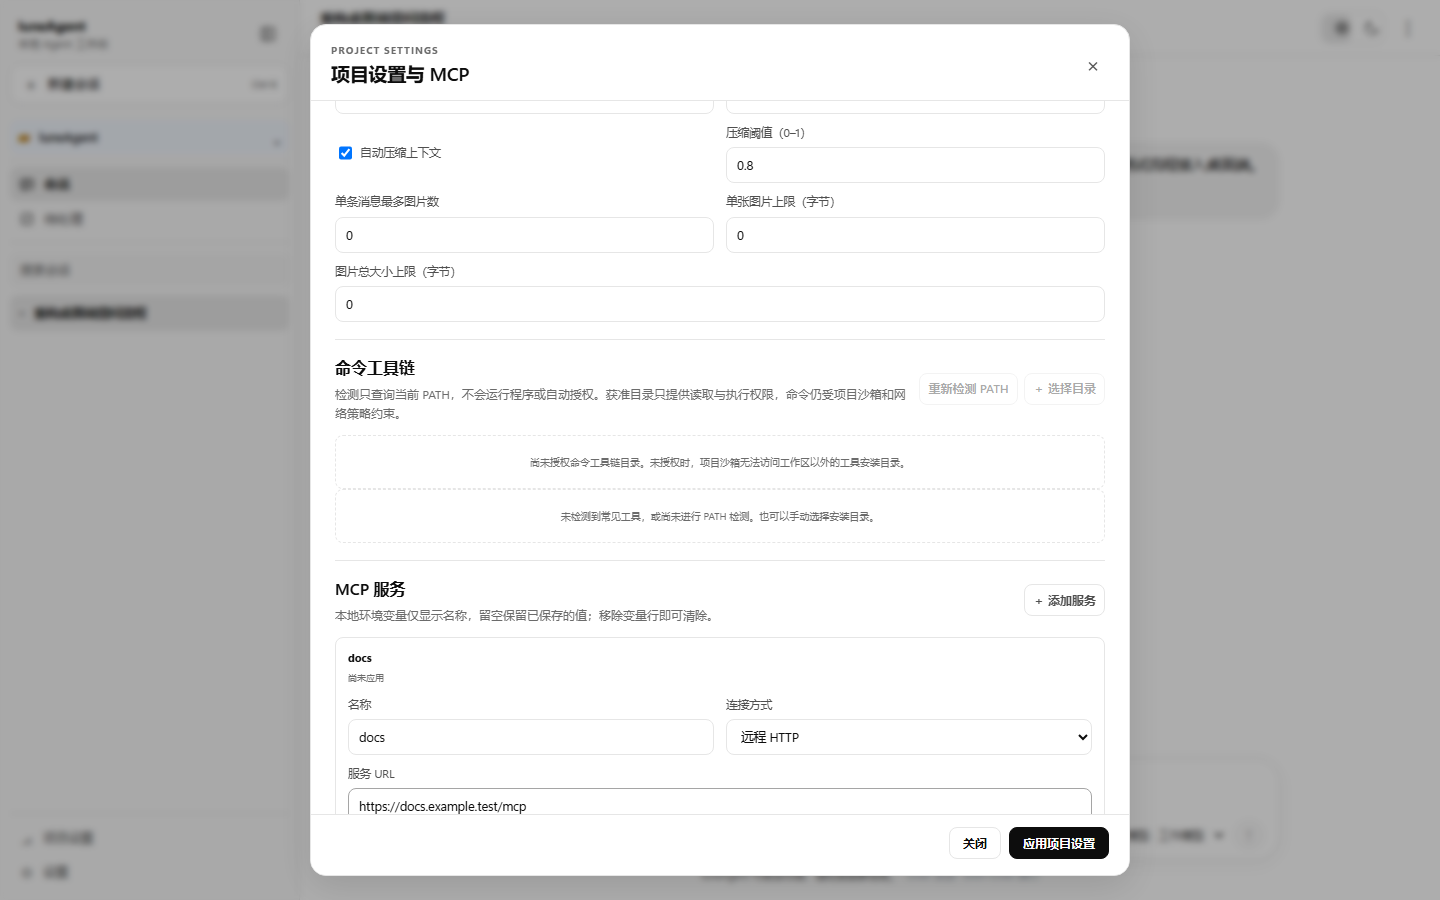 PROJECT SETTINGS
项目设置与 MCP
×
自动压缩上下文
压缩阈值（0–1）
0.8
单条消息最多图片数
单张图片上限（字节）
0
0
图片总大小上限（字节）
0
命令工具链
检测只查询当前 PATH，不会运行程序或自动授权。获准目录只提供读取与执行权限，命令仍受项目沙箱和网
络策略约束。
重新检测 PATH
+ 选择目录
尚未授权命令工具链目录。未授权时，项目沙箱无法访问工作区以外的工具安装目录。
未检测到常见工具，或尚未进行 PATH 检测。也可以手动选择安装目录。
MCP 服务
本地环境变量仅显示名称，留空保留已保存的值；移除变量行即可清除。
+ 添加服务
docs
尚未应用
名称
连接方式
docs
远程 HTTP
服务 URL
https://docs.example.test/mcp
关闭
应用项目设置